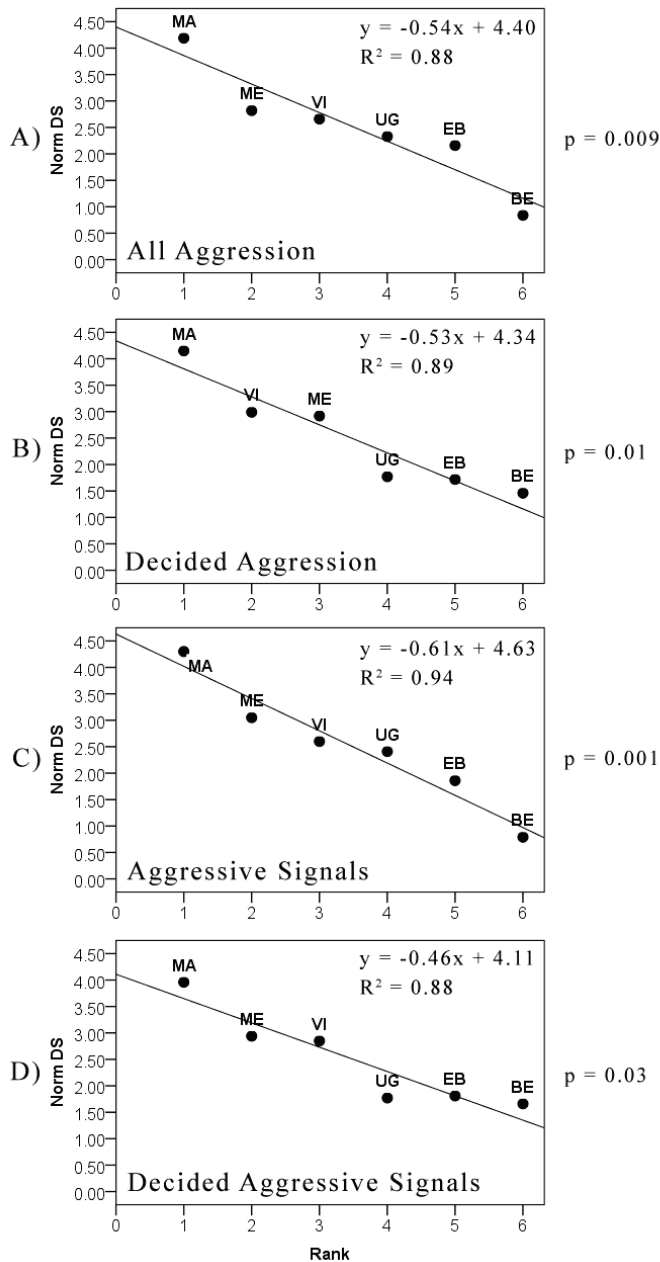 A)
Norm DS
4.50
4.00
3.50
3.00
2.50
2.00
1.50
1.00
0.50
0.00
MA
ME
VI
UG
EB
BE
y = -0.54x + 4.40
R² = 0.88
All Aggression
0 1 2 3 4 5 6
p = 0.009
B)
Norm DS
4.50
4.00
3.50
3.00
2.50
2.00
1.50
1.00
0.50
0.00
MA
VI
ME
UG
EB
BE
y = -0.53x + 4.34
R² = 0.89
Decided Aggression
0 1 2 3 4 5 6
p = 0.01
C)
Norm DS
4.50
4.00
3.50
3.00
2.50
2.00
1.50
1.00
0.50
0.00
MA
ME
VI
UG
EB
BE
y = -0.61x + 4.63
R² = 0.94
Aggressive Signals
0 1 2 3 4 5 6
p = 0.001
D)
Norm DS
4.50
4.00
3.50
3.00
2.50
2.00
1.50
1.00
0.50
0.00
MA
ME
VI
UG
EB
BE
y = -0.46x + 4.11
R² = 0.88
Decided Aggressive Signals
0 1 2 3 4 5 6
p = 0.03
Rank